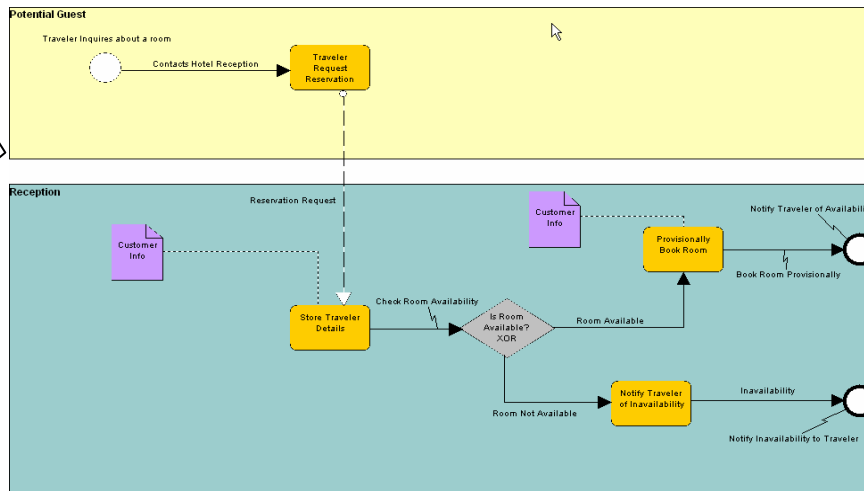 Potential Guest
Traveler Inquires about a room
Contacts Hotel Reception
Traveler
Request
Reservation
Reception
Reservation Request
Customer
Info
Customer
Info
Notify Traveler of Availabili
Provisionally
Book Room
Book Room Provisionally
Store Traveler
Details
Check Room Availability
Is Room
Available?
XOR
Room Available
Room Not Available
Notify Traveler
of Inavailability
Inavailability
Notify Inavailability to Traveler